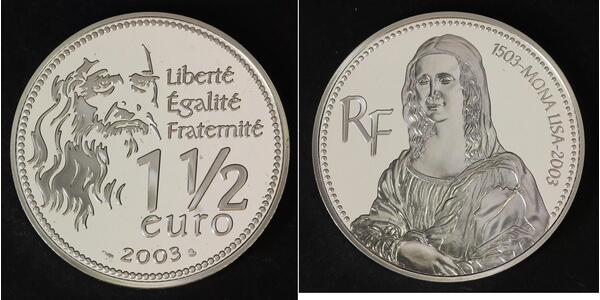 Liberté
Égalité
Fraternité
1 1/2
euro
2003
RF
1503-MONA LISA-2003